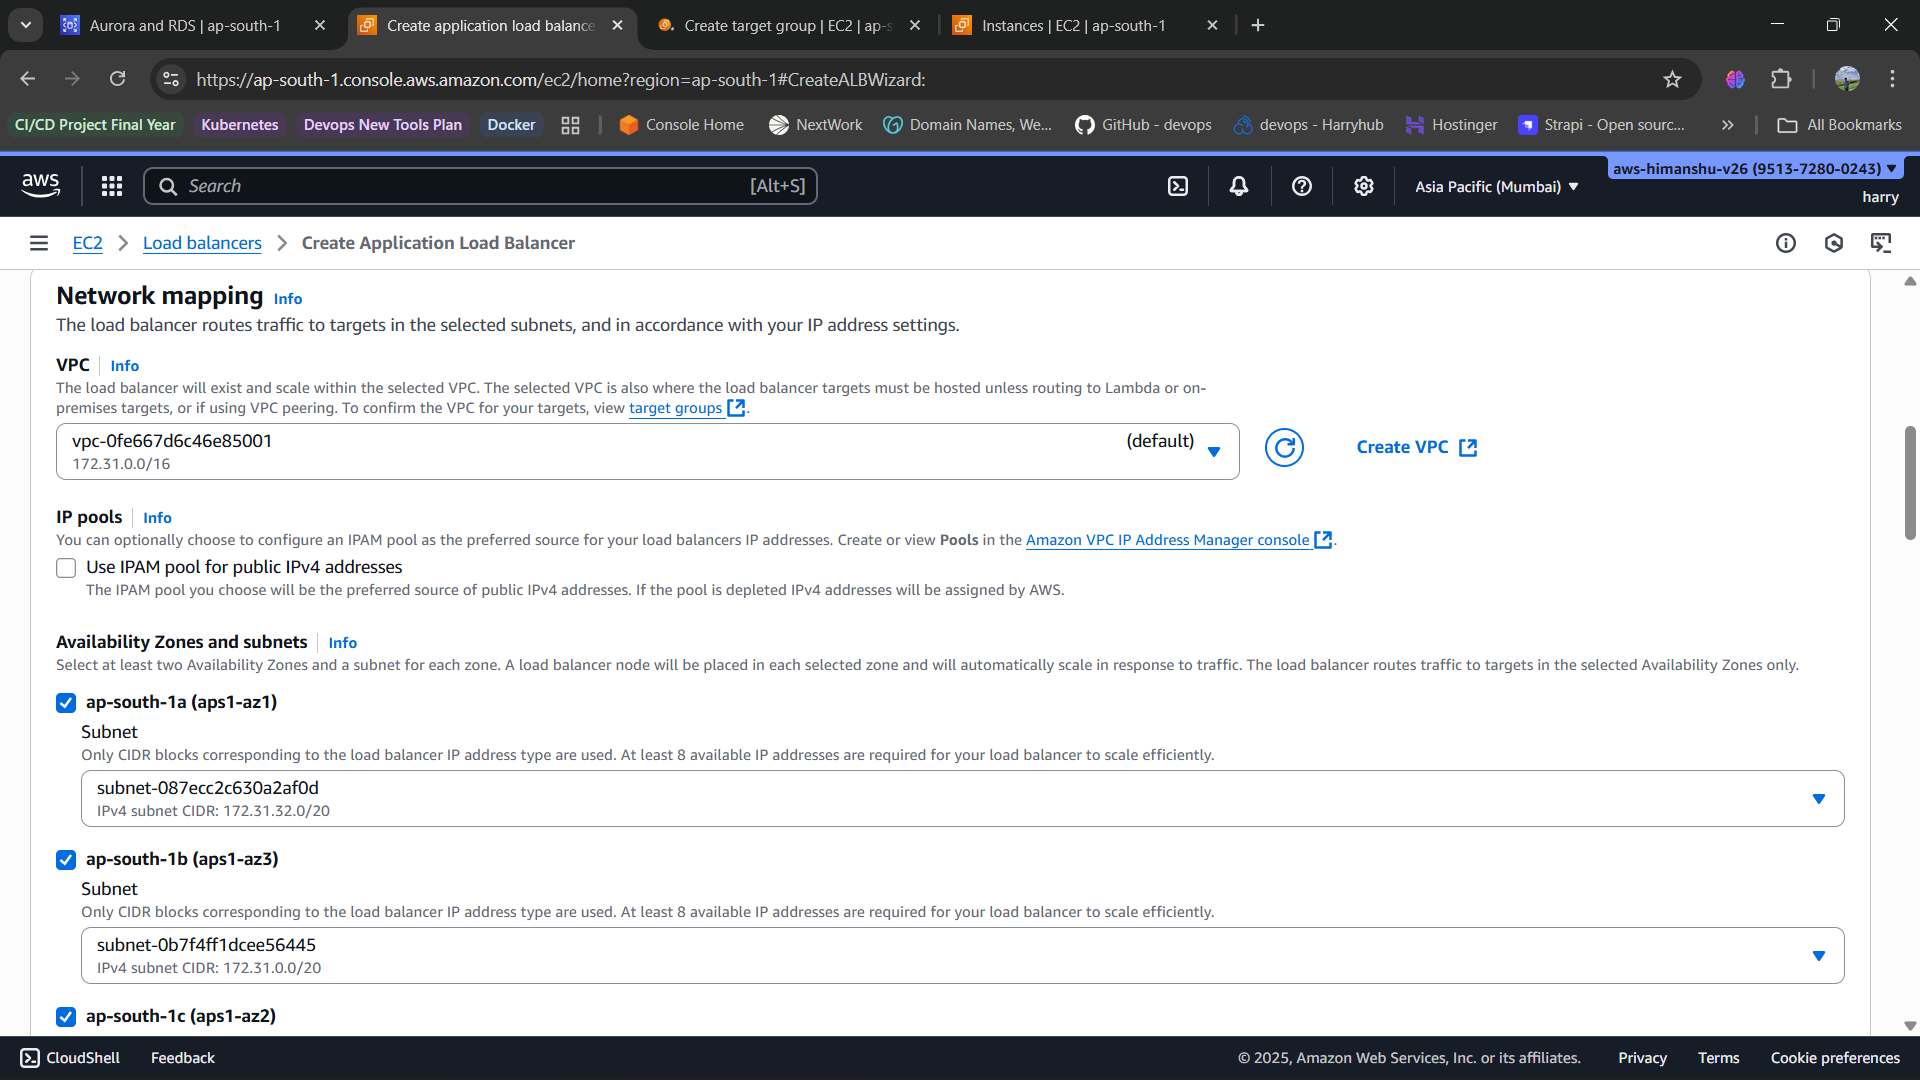 Aurora and RDS | ap-south-1
Create application load balance
Create target group | EC2 | ap-s
Instances | EC2 | ap-south-1
https://ap-south-1.console.aws.amazon.com/ec2/home?region=ap-south-1#CreateALBWizard:
CI/CD Project Final Year
Kubernetes
Devops New Tools Plan
Docker
Console Home
NextWork
Domain Names, We...
GitHub - devops
devops - Harryhub
Hostinger
Strapi - Open sourc...
All Bookmarks
aws
Search
[Alt+S]
Asia Pacific (Mumbai)
aws-himanshu-v26 (9513-7280-0243)
harry
EC2
Load balancers
Create Application Load Balancer
Network mapping Info
The load balancer routes traffic to targets in the selected subnets, and in accordance with your IP address settings.
VPC Info
The load balancer will exist and scale within the selected VPC. The selected VPC is also where the load balancer targets must be hosted unless routing to Lambda or on-
premises targets, or if using VPC peering. To confirm the VPC for your targets, view target groups.
vpc-0fe667d6c46e85001 (default)
172.31.0.0/16
Create VPC
IP pools Info
You can optionally choose to configure an IPAM pool as the preferred source for your load balancers IP addresses. Create or view Pools in the Amazon VPC IP Address Manager console.
Use IPAM pool for public IPv4 addresses
The IPAM pool you choose will be the preferred source of public IPv4 addresses. If the pool is depleted IPv4 addresses will be assigned by AWS.
Availability Zones and subnets Info
Select at least two Availability Zones and a subnet for each zone. A load balancer node will be placed in each selected zone and will automatically scale in response to traffic. The load balancer routes traffic to targets in the selected Availability Zones only.
ap-south-1a (aps1-az1)
Subnet
Only CIDR blocks corresponding to the load balancer IP address type are used. At least 8 available IP addresses are required for your load balancer to scale efficiently.
subnet-087ecc2c630a2af0d
IPv4 subnet CIDR: 172.31.32.0/20
ap-south-1b (aps1-az3)
Subnet
Only CIDR blocks corresponding to the load balancer IP address type are used. At least 8 available IP addresses are required for your load balancer to scale efficiently.
subnet-0b7f4ff1dcee56445
IPv4 subnet CIDR: 172.31.0.0/20
ap-south-1c (aps1-az2)
CloudShell
Feedback
© 2025, Amazon Web Services, Inc. or its affiliates.
Privacy
Terms
Cookie preferences